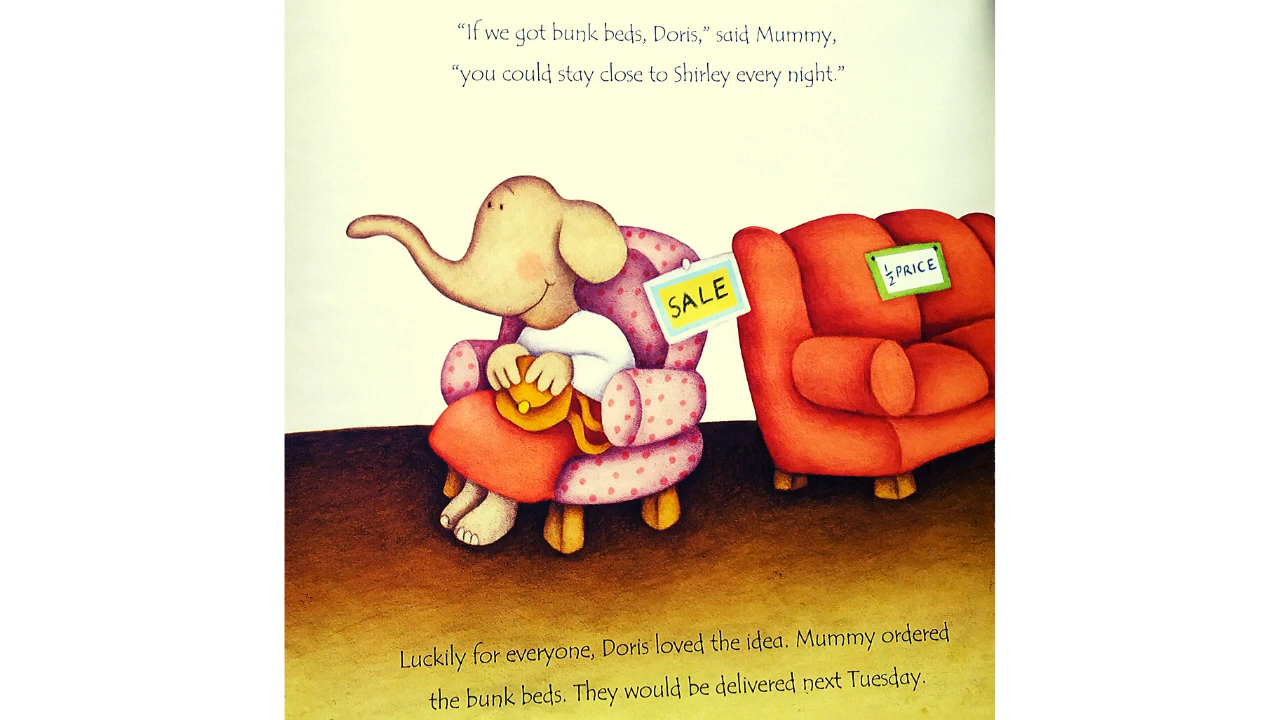 “If we got bunk beds, Doris,” said Mummy,
“you could stay close to Shirley every night.”
SALE
½ PRICE
Luckily for everyone, Doris loved the idea. Mummy ordered
the bunk beds. They would be delivered next Tuesday.